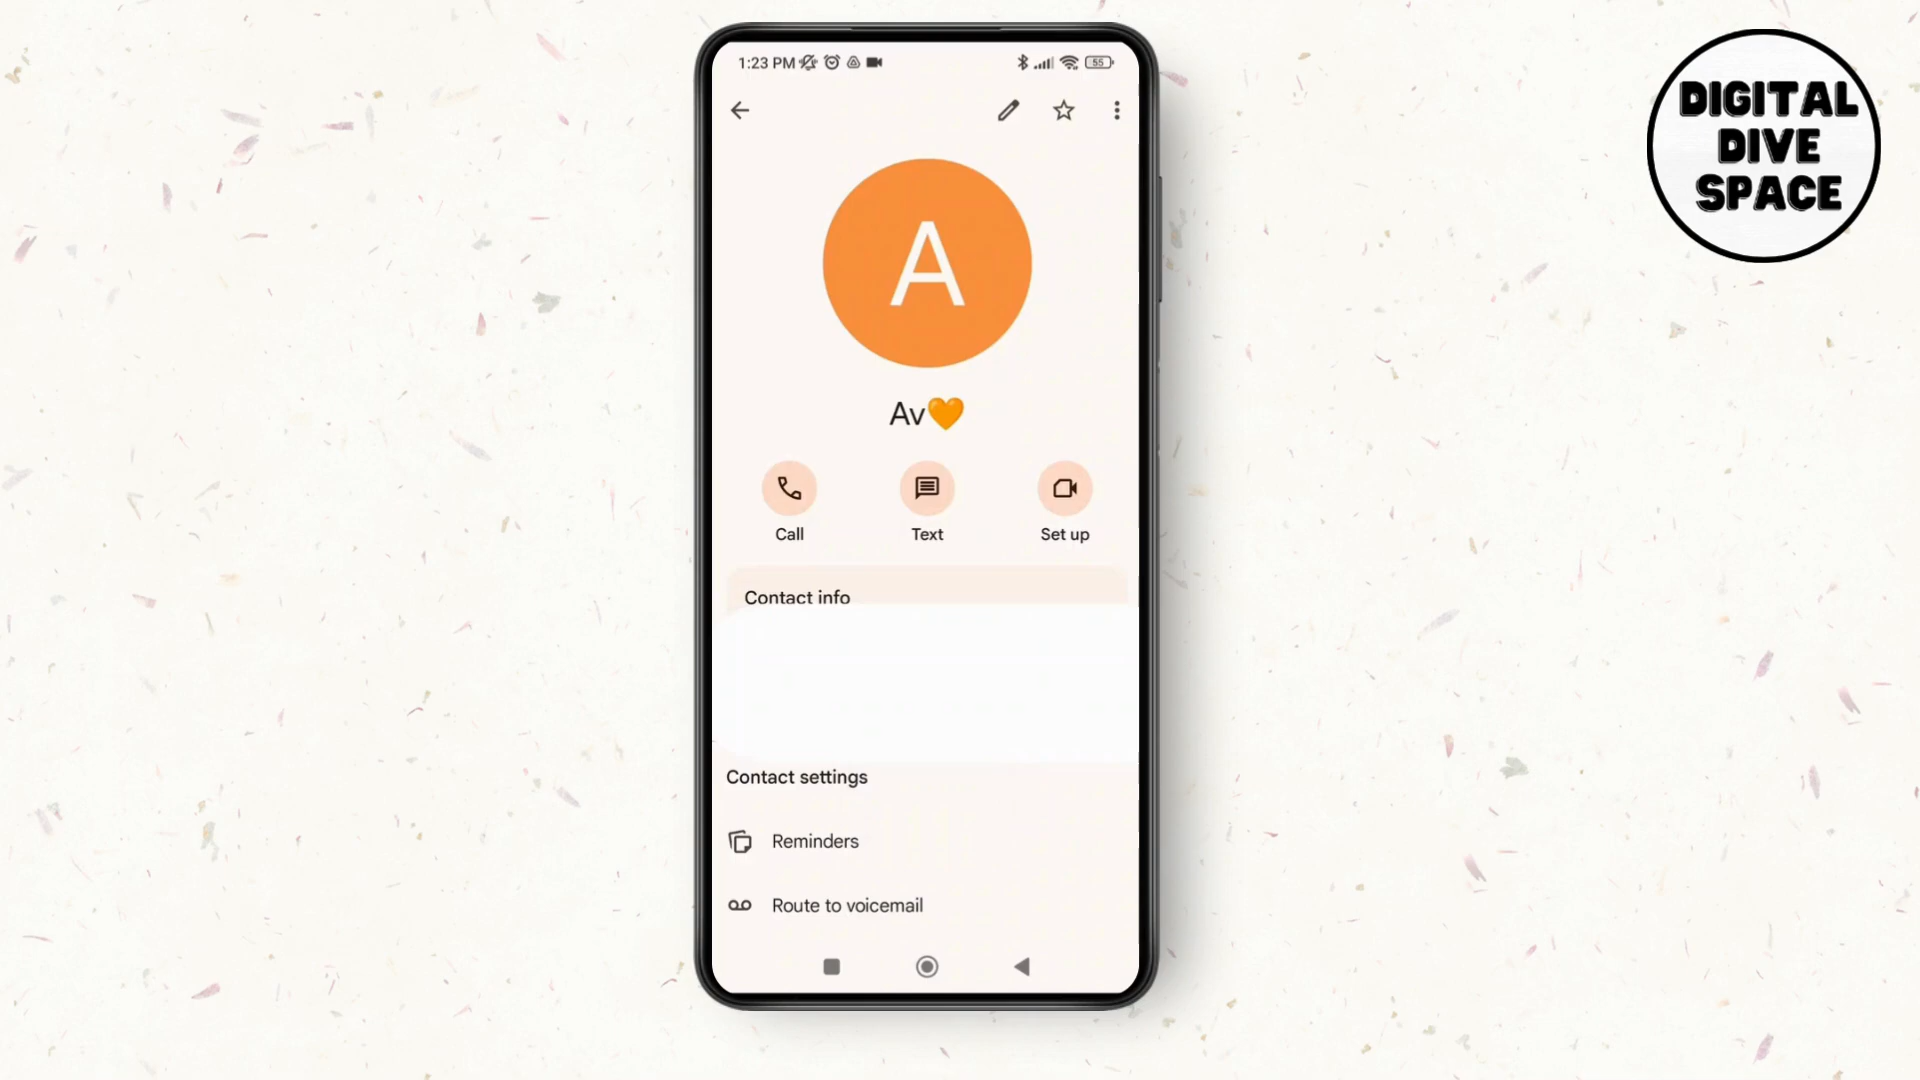 1:23 PM
55
DIGITAL
DIVE
SPACE
A
Av🧡
Call
Text
Set up
Contact info
Contact settings
Reminders
Route to voicemail